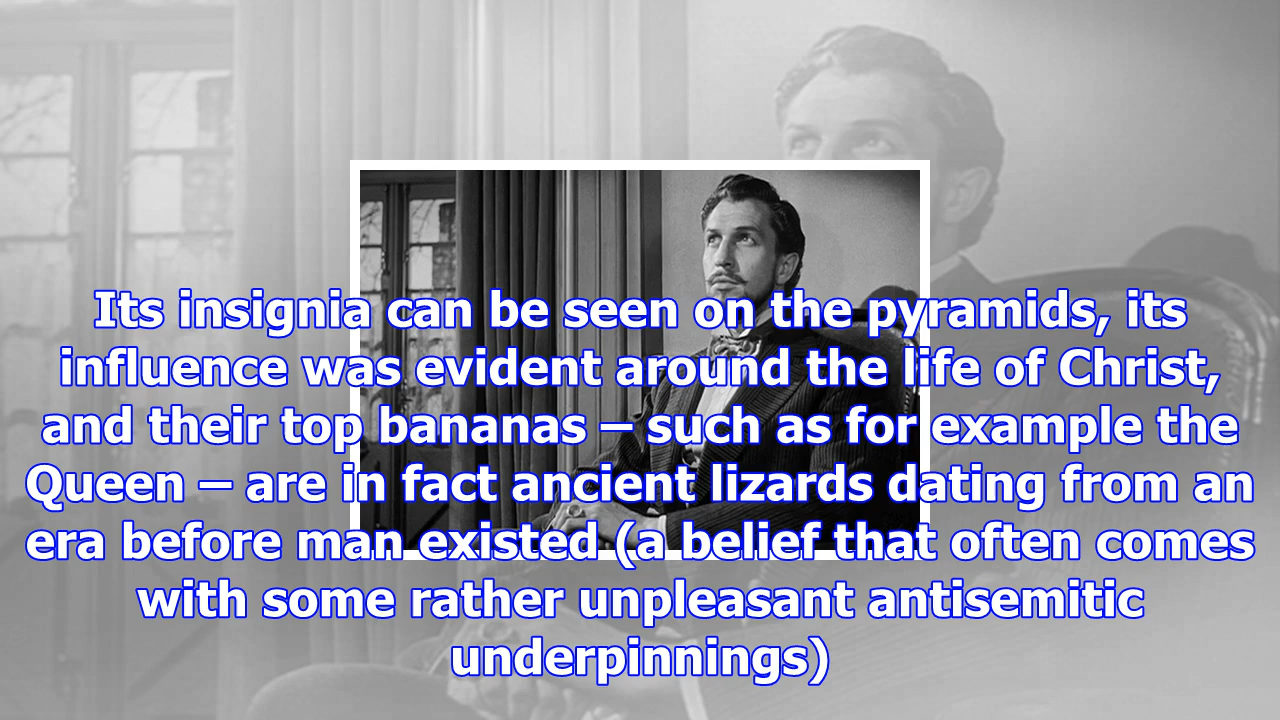 Its insignia can be seen on the pyramids, its
influence was evident around the life of Christ,
and their top bananas – such as for example the
Queen – are in fact ancient lizards dating from an
era before man existed (a belief that often comes
with some rather unpleasant antisemitic
underpinnings)